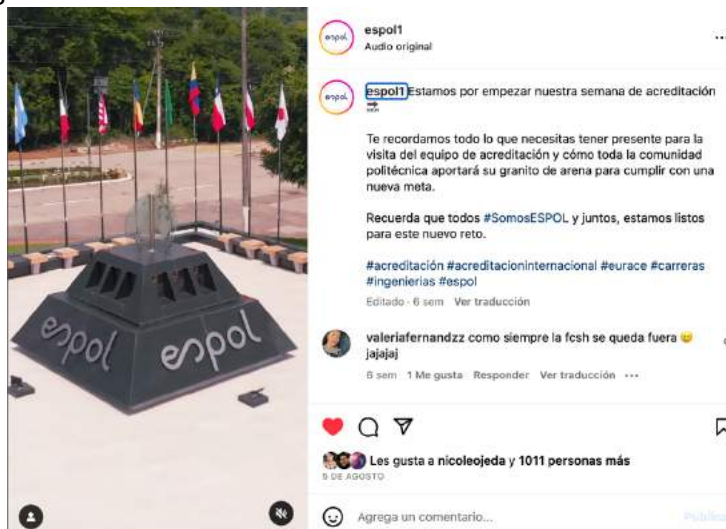 espol
espol
espol
espol1
Audio original
espol
espol1 Estamos por empezar nuestra semana de acreditación
Te recordamos todo lo que necesitas tener presente para la
visita del equipo de acreditación y cómo toda la comunidad
politécnica aportará su granito de arena para cumplir con una
nueva meta.
Recuerda que todos #SomosESPOL y juntos, estamos listos
para este nuevo reto.
#acreditación #acreditacioninternacional #eurace #carreras
#ingenierias #espol
Editado · 6 sem Ver traducción
valeriafernandzz como siempre la fcsh se queda fuera
jajajaj
6 sem 1 Me gusta Responder Ver traducción
Les gusta a nicoleojeda y 1011 personas más
5 DE AGOSTO
Agrega un comentario...